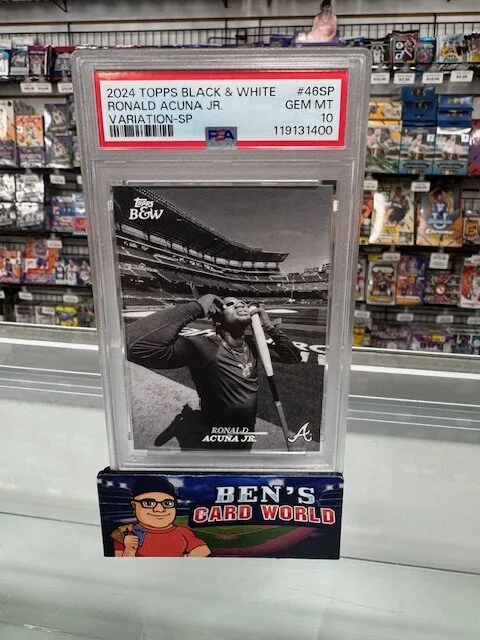 2024 TOPPS BLACK & WHITE #46SP
RONALD ACUNA JR. GEM MT
VARIATION-SP 10
PSA 119131400
topps
B&W
RONALD
ACUÑA JR.
A
BEN'S
CARD WORLD